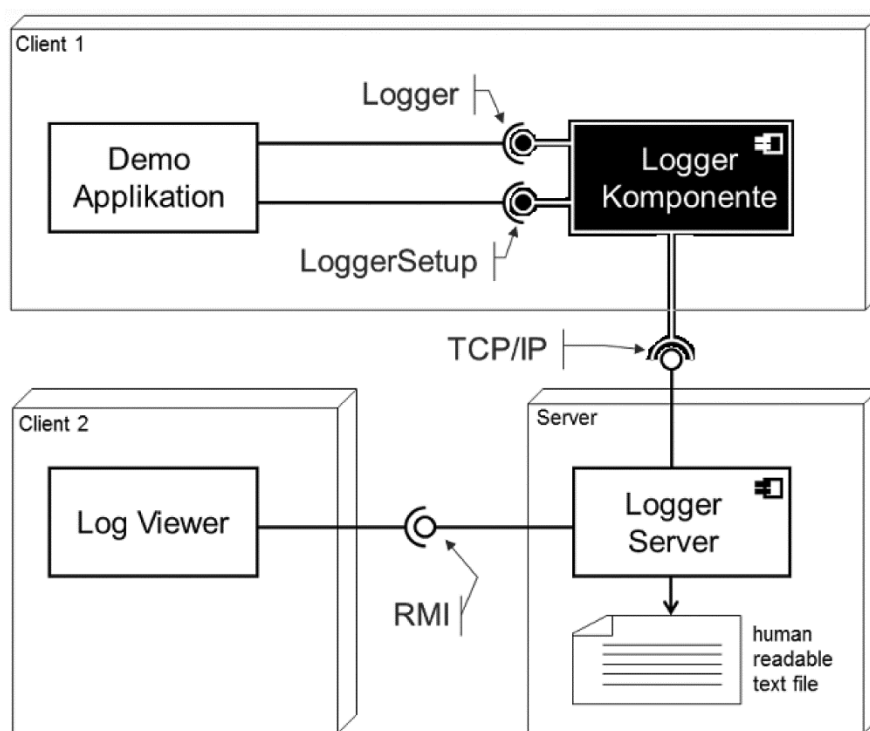 Client 1
Logger
Demo
Applikation
Logger
Komponente
LoggerSetup
TCP/IP
Client 2
Server
Log Viewer
Logger
Server
RMI
human
readable
text file